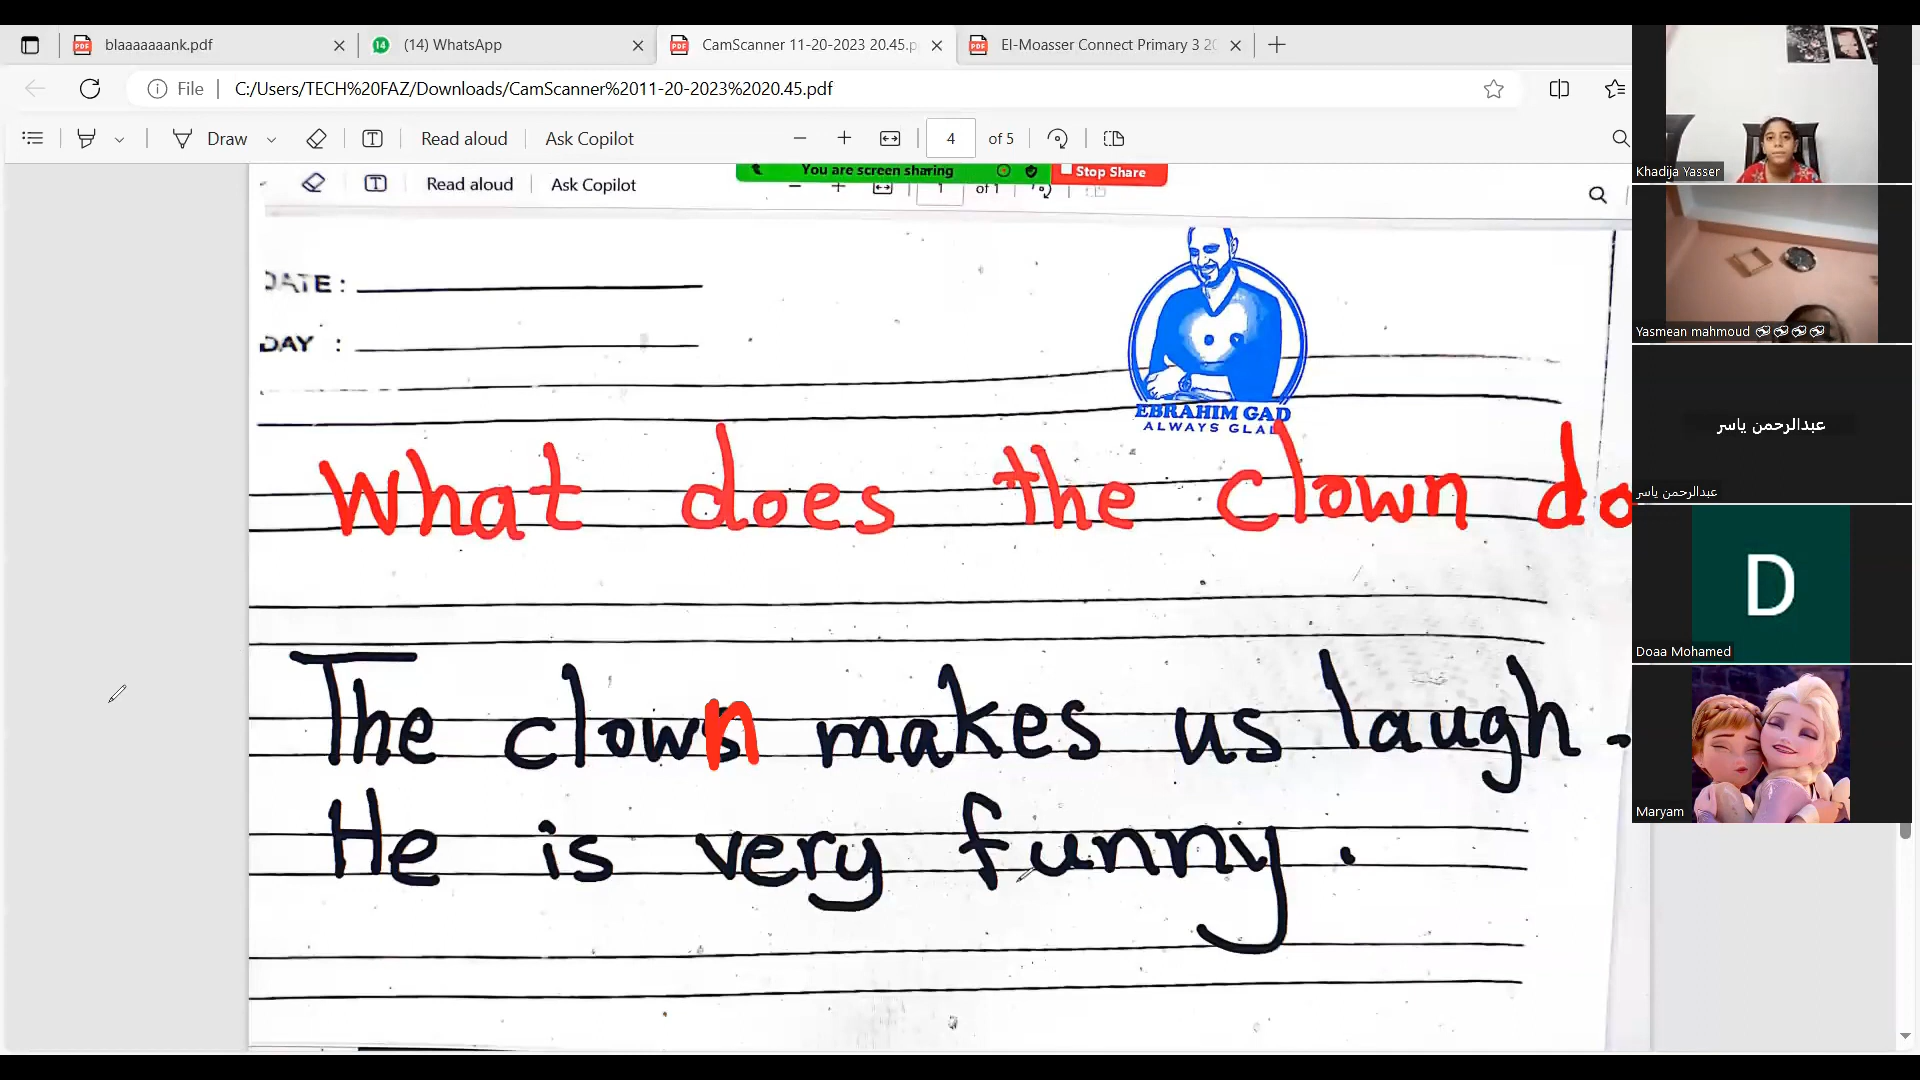 blaaaaaaank.pdf
14
(14) WhatsApp
CamScanner 11-20-2023 20.45.p
El-Moasser Connect Primary 3 20
File
C:/Users/TECH%20FAZ/Downloads/CamScanner%2011-20-2023%2020.45.pdf
Draw
Read aloud
Ask Copilot
4
of 5
You are screen sharing
Stop Share
Read aloud
Ask Copilot
1
of 1
DATE :
DAY :
EBRAHIM GAD
ALWAYS GLAD
What does the clown do
The clown makes us laugh.
He is very funny.
Khadija Yasser
Yasmean mahmoud
عبدالرحمن ياسر
عبدالرحمن ياسر
D
Doaa Mohamed
Maryam